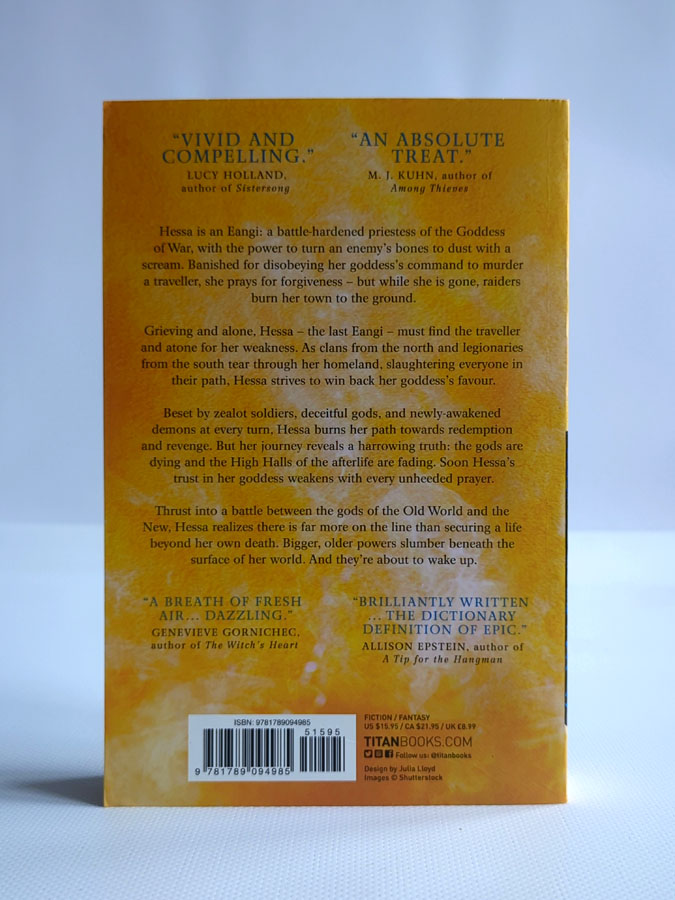 “VIVID AND
COMPELLING.”
LUCY HOLLAND,
author of Sistersong
“AN ABSOLUTE
TREAT.”
M. J. KUHN, author of
Among Thieves
Hessa is an Eangi: a battle-hardened priestess of the Goddess
of War, with the power to turn an enemy’s bones to dust with a
scream. Banished for disobeying her goddess’s command to murder
a traveller, she prays for forgiveness – but while she is gone, raiders
burn her town to the ground.
Grieving and alone, Hessa – the last Eangi – must find the traveller
and atone for her weakness. As clans from the north and legionaries
from the south tear through her homeland, slaughtering everyone in
their path, Hessa strives to win back her goddess’s favour.
Beset by zealot soldiers, deceitful gods, and newly-awakened
demons at every turn, Hessa burns her path towards redemption
and revenge. But her journey reveals a harrowing truth: the gods are
dying and the High Halls of the afterlife are fading. Soon Hessa’s
trust in her goddess weakens with every unheeded prayer.
Thrust into a battle between the gods of the Old World and the
New, Hessa realizes there is far more on the line than securing a life
beyond her own death. Bigger, older powers slumber beneath the
surface of her world. And they’re about to wake up.
“A BREATH OF FRESH
AIR... DAZZLING.”
GENEVIEVE GORNICHEC,
author of The Witch’s Heart
“BRILLIANTLY WRITTEN
... THE DICTIONARY
DEFINITION OF EPIC.”
ALLISON EPSTEIN, author of
A Tip for the Hangman
ISBN: 9781789094985
51595
9 781789 094985
FICTION / FANTASY
US $15.95 / CA $21.95 / UK £8.99
TITANBOOKS.COM
Follow us: @titanbooks
Design by Julia Lloyd
Images © Shutterstock